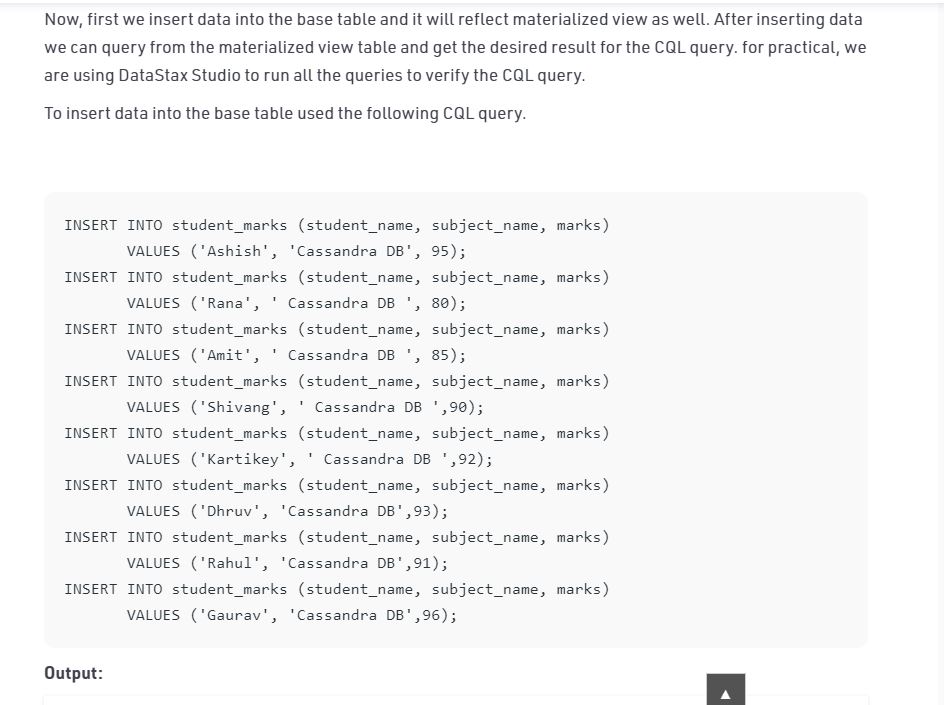 Now, first we insert data into the base table and it will reflect materialized view as well. After inserting data
we can query from the materialized view table and get the desired result for the CQL query. for practical, we
are using DataStax Studio to run all the queries to verify the CQL query.
To insert data into the base table used the following CQL query.
INSERT INTO student_marks (student_name, subject_name, marks)
VALUES ('Ashish', 'Cassandra DB', 95);
INSERT INTO student_marks (student_name, subject_name, marks)
VALUES ('Rana', ' Cassandra DB ', 80);
INSERT INTO student_marks (student_name, subject_name, marks)
VALUES ('Amit', ' Cassandra DB ', 85);
INSERT INTO student_marks (student_name, subject_name, marks)
VALUES ('Shivang', ' Cassandra DB ',90);
INSERT INTO student_marks (student_name, subject_name, marks)
VALUES ('Kartikey', ' Cassandra DB ',92);
INSERT INTO student_marks (student_name, subject_name, marks)
VALUES ('Dhruv', 'Cassandra DB',93);
INSERT INTO student_marks (student_name, subject_name, marks)
VALUES ('Rahul', 'Cassandra DB',91);
INSERT INTO student_marks (student_name, subject_name, marks)
VALUES ('Gaurav', 'Cassandra DB',96);
Output: